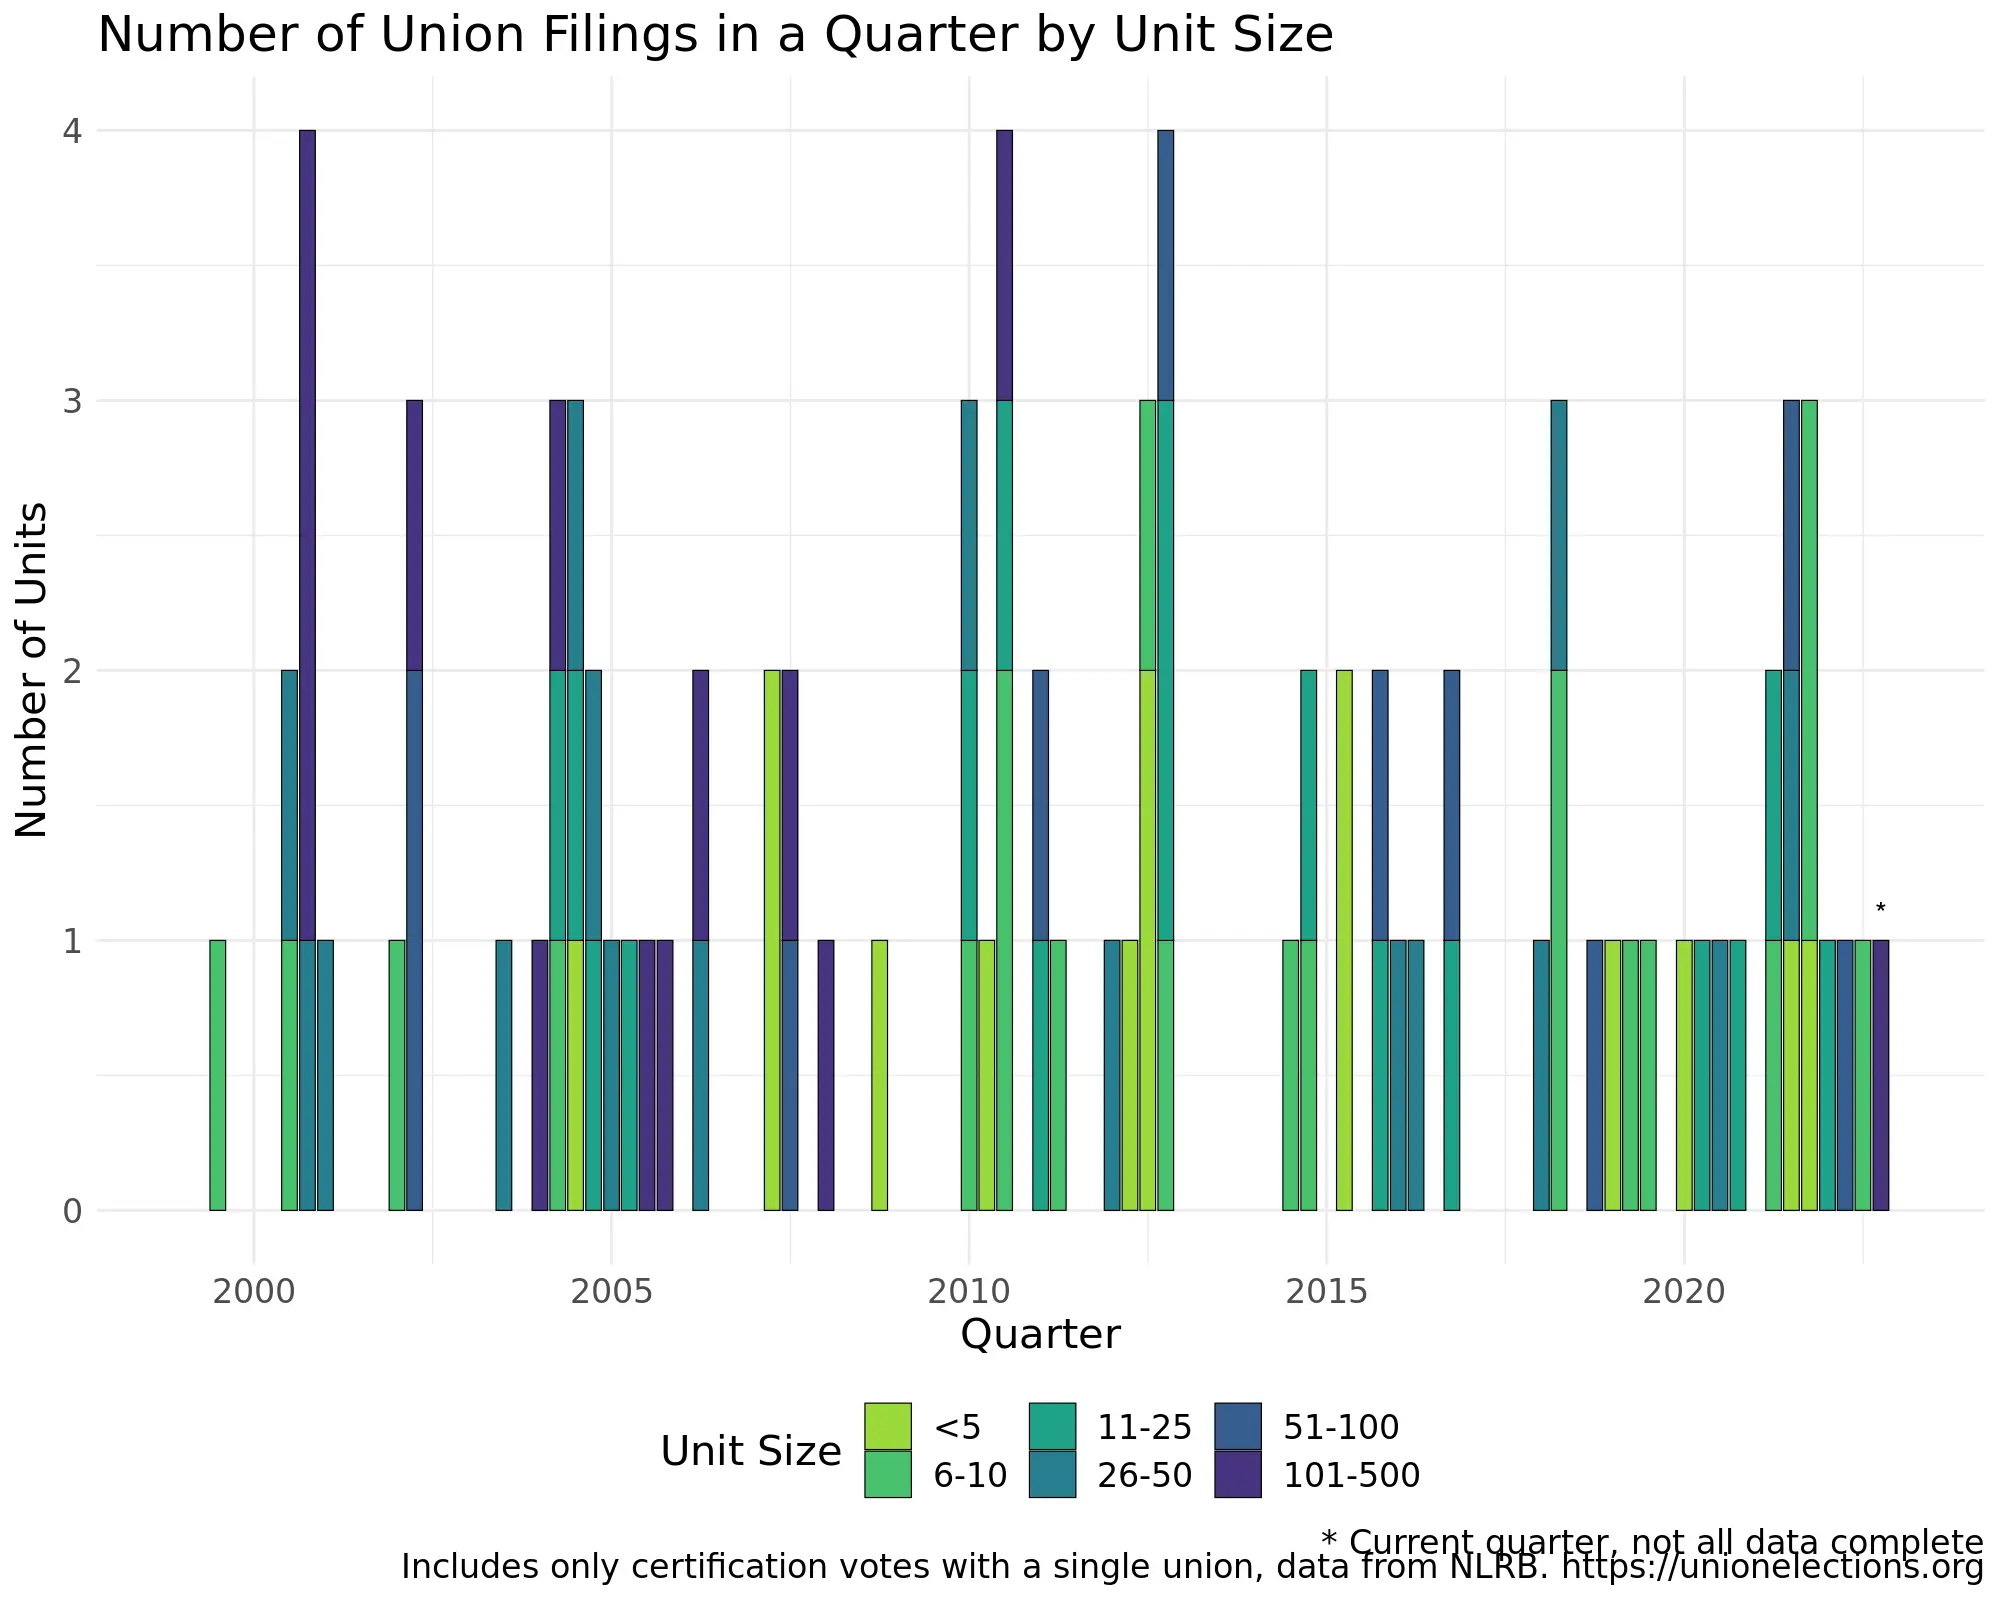 Number of Union Filings in a Quarter by Unit Size
Number of Units
4
3
2
1
0
*
2000 2005 2010 2015 2020
Quarter
Unit Size
<5 11-25 51-100
6-10 26-50 101-500
* Current quarter, not all data complete
Includes only certification votes with a single union, data from NLRB. https://unionelections.org